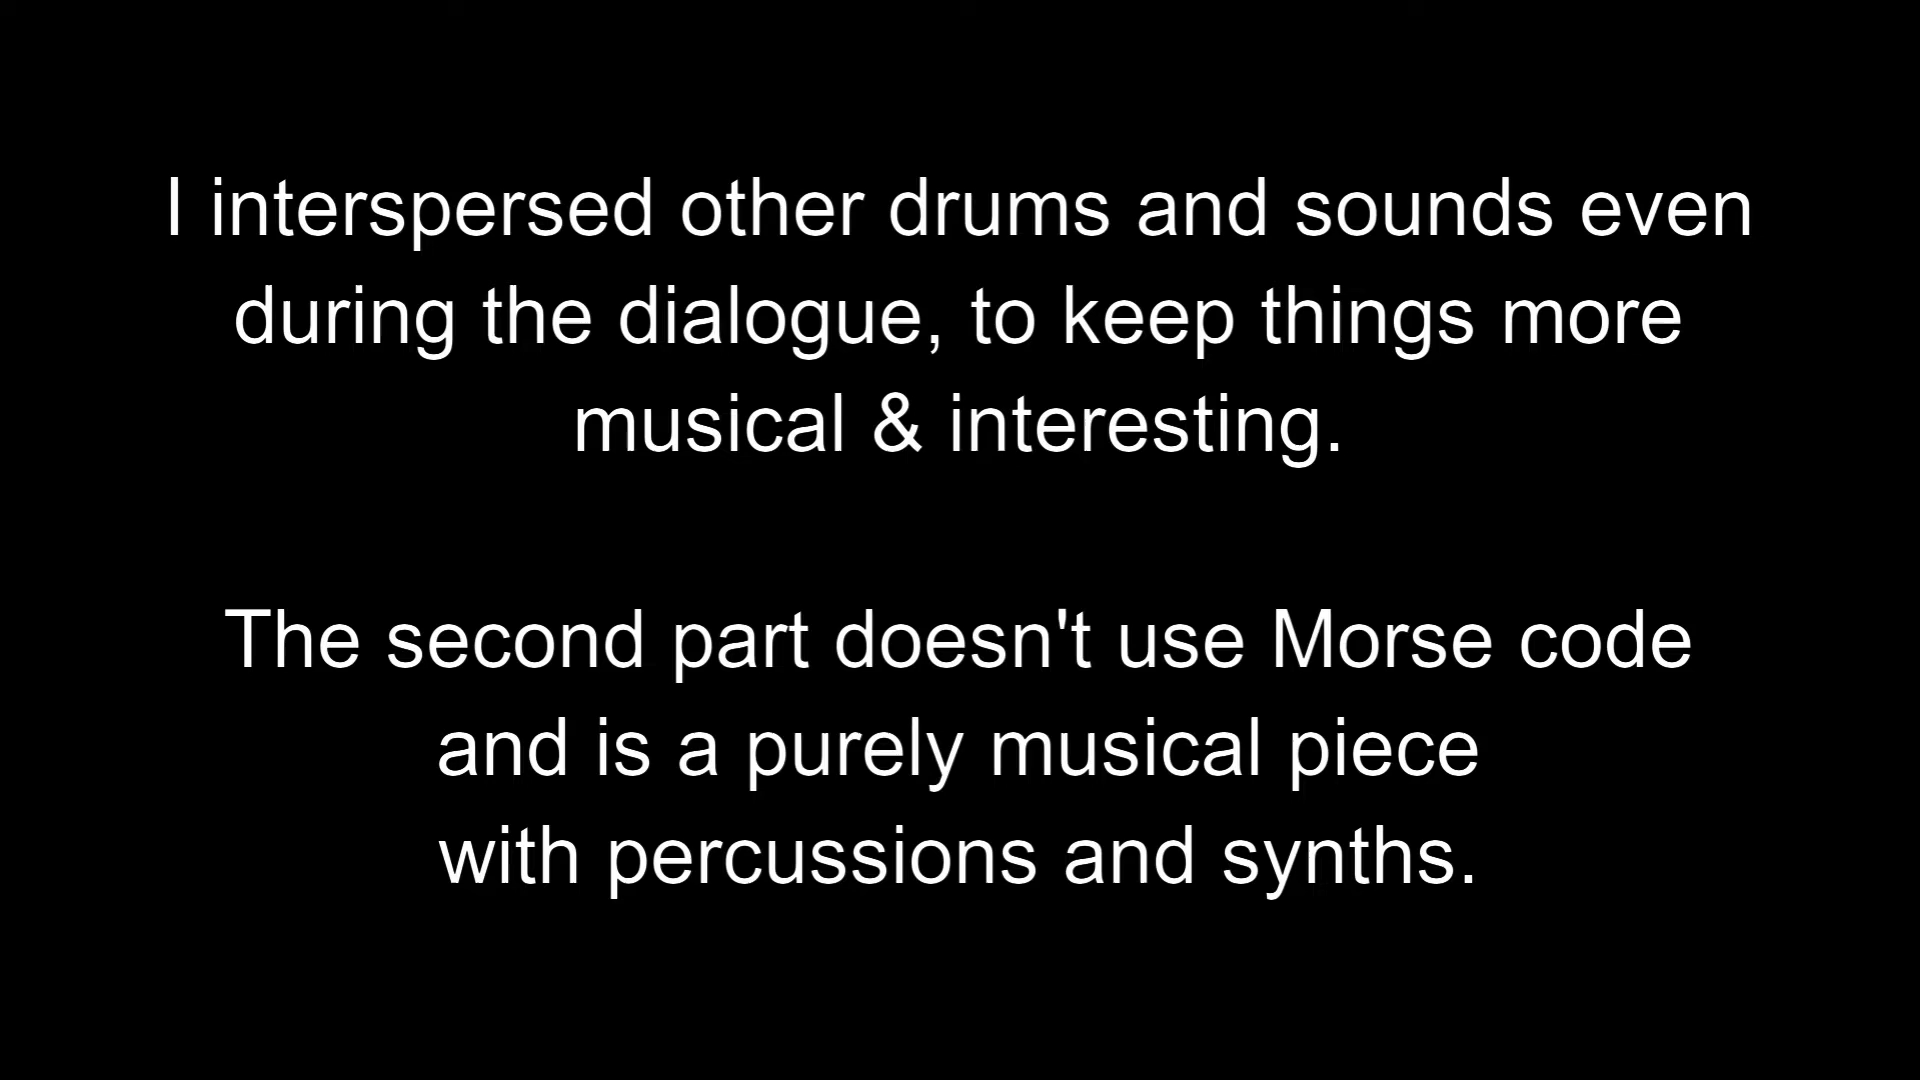 I interspersed other drums and sounds even
during the dialogue, to keep things more
musical & interesting.
The second part doesn't use Morse code
and is a purely musical piece
with percussions and synths.